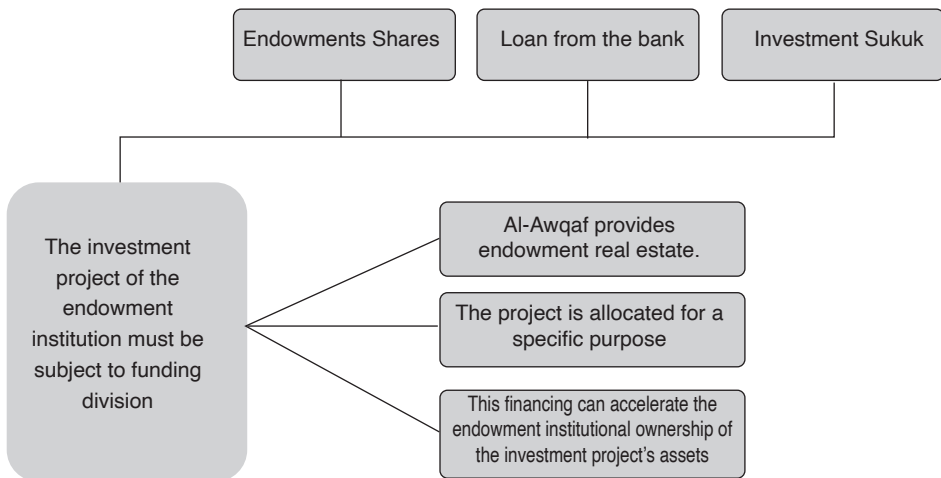 Endowments Shares
Loan from the bank
Investment Sukuk
The investment
project of the
endowment
institution must be
subject to funding
division
Al-Awqaf provides
endowment real estate.
The project is allocated for a
specific purpose
This financing can accelerate the
endowment institutional ownership of
the investment project's assets